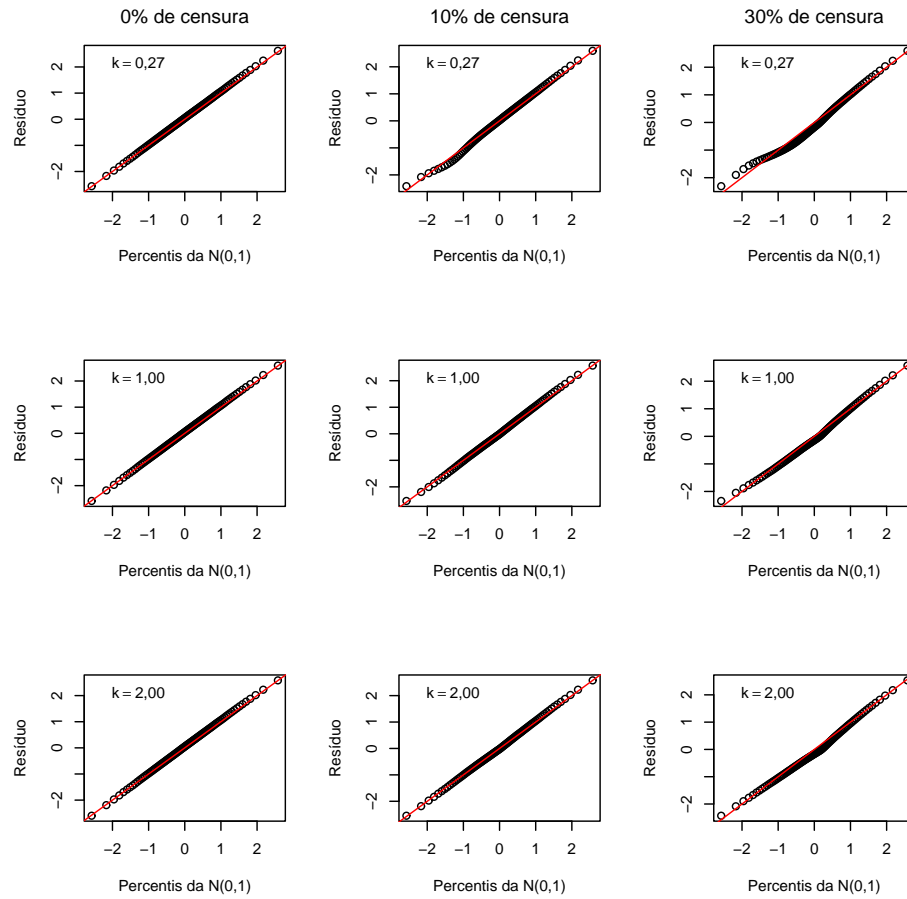 0% de censura
10% de censura
30% de censura
k = 0,27
Resíduo
2
1
0
−2
−2 −1 0 1 2
Percentis da N(0,1)
k = 0,27
Resíduo
2
1
0
−2
−2 −1 0 1 2
Percentis da N(0,1)
k = 0,27
Resíduo
2
1
0
−2
−2 −1 0 1 2
Percentis da N(0,1)
k = 1,00
Resíduo
2
1
0
−2
−2 −1 0 1 2
Percentis da N(0,1)
k = 1,00
Resíduo
2
1
0
−2
−2 −1 0 1 2
Percentis da N(0,1)
k = 1,00
Resíduo
2
1
0
−2
−2 −1 0 1 2
Percentis da N(0,1)
k = 2,00
Resíduo
2
1
0
−2
−2 −1 0 1 2
Percentis da N(0,1)
k = 2,00
Resíduo
2
1
0
−2
−2 −1 0 1 2
Percentis da N(0,1)
k = 2,00
Resíduo
2
1
0
−2
−2 −1 0 1 2
Percentis da N(0,1)